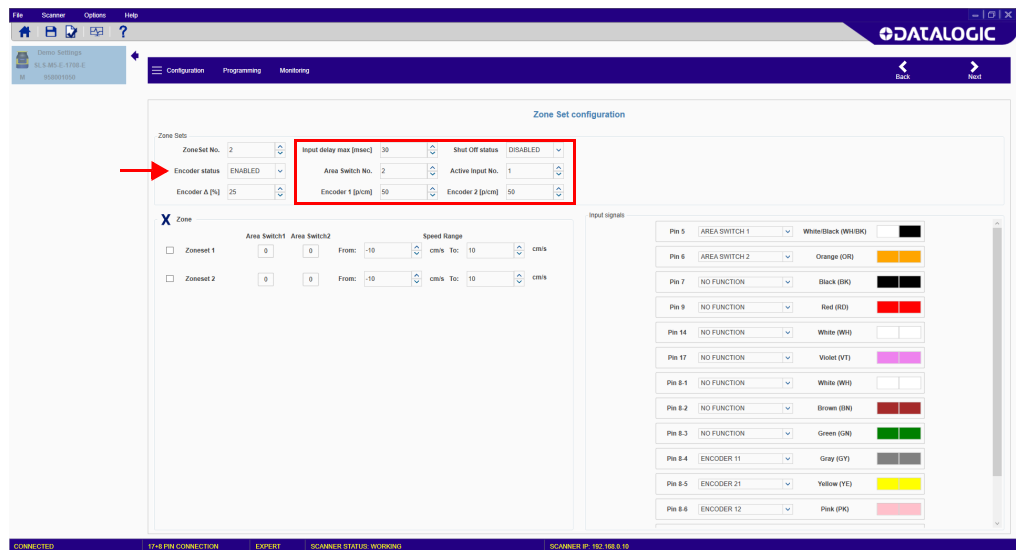 File Scanner Options Help
?
DATALOGIC
Demo Settings
SLS-M5-E-1708-E
M
Configuration Programming Monitoring
Back Next
Zone Set configuration
Zone Sets
ZoneSet No. 2 Input delay max [msec] 30 Shut Off status DISABLED
Encoder status ENABLED Area Switch No. 2 Active Input No. 1
Encoder Δ [%] 25 Encoder 1 [p/cm] 50 Encoder 2 [p/cm] 50
X Zone
Area Switch1 Area Switch2 Speed Range
Zoneset 1 0 0 From: -10 cm/s To: 10 cm/s
Zoneset 2 0 0 From: -10 cm/s To: 10 cm/s
Input signals
Pin 5 AREA SWITCH 1 White/Black (WH/BK)
Pin 6 AREA SWITCH 2 Orange (OR)
Pin 7 NO FUNCTION Black (BK)
Pin 9 NO FUNCTION Red (RD)
Pin 14 NO FUNCTION White (WH)
Pin 17 NO FUNCTION Violet (VT)
Pin 8-1 NO FUNCTION White (WH)
Pin 8-2 NO FUNCTION Brown (BN)
Pin 8-3 NO FUNCTION Green (GN)
Pin 8-4 ENCODER 11 Gray (GY)
Pin 8-5 ENCODER 21 Yellow (YE)
Pin 8-6 ENCODER 12 Pink (PK)
CONNECTED 17+8 PIN CONNECTION EXPERT SCANNER STATUS: WORKING SCANNER IP: 192.168.0.10